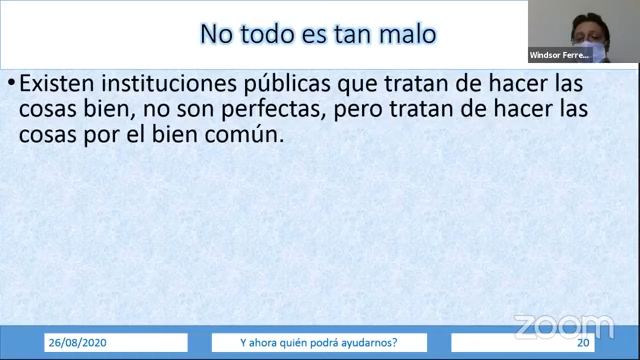 No todo es tan malo
Windsor Ferre...
•Existen instituciones públicas que tratan de hacer las
cosas bien, no son perfectas, pero tratan de hacer las
cosas por el bien común.
zoom
26/08/2020
Y ahora quién podrá ayudarnos?
20